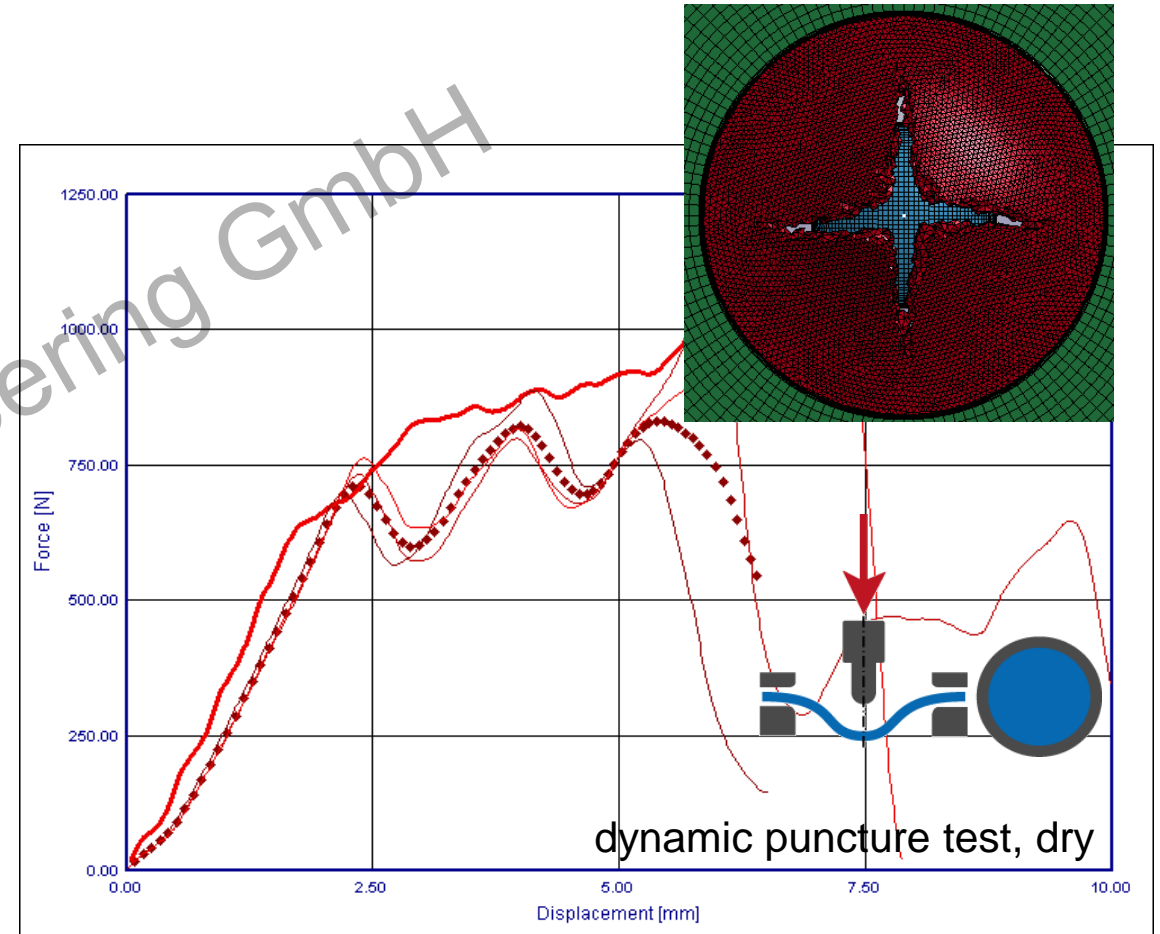 ering GmbH
1250.00
1000.00
750.00
500.00
250.00
0.00
Force [N]
0.00 2.50 5.00 7.50 10.00
Displacement [mm]
dynamic puncture test, dry